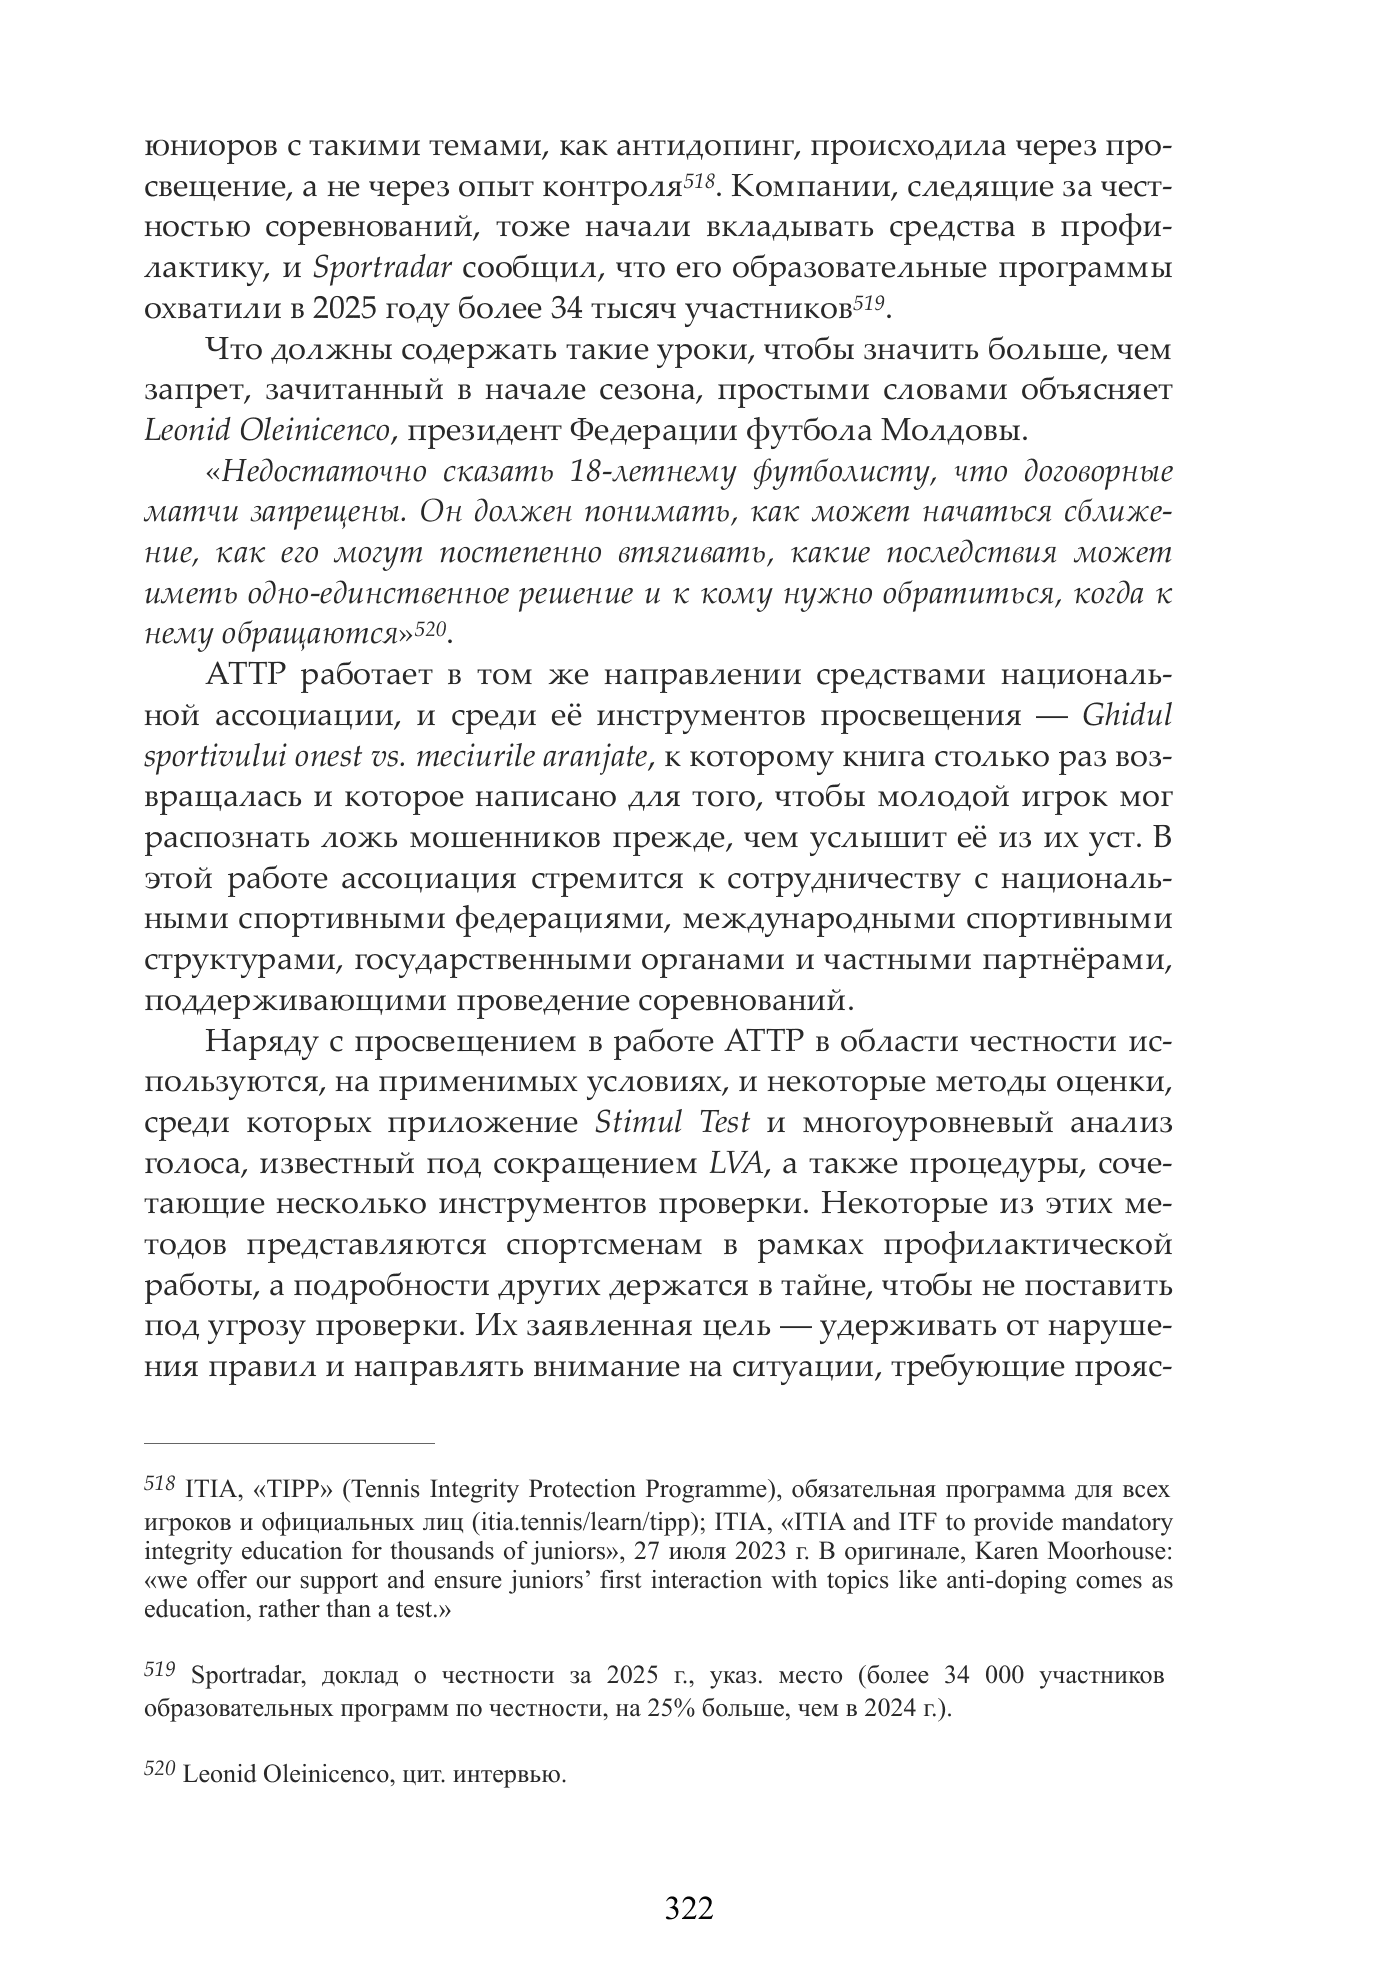 юниоров с такими темами, как антидопинг, происходила через про-
свещение, а не через опыт контроля518. Компании, следящие за чест-
ностью соревнований, тоже начали вкладывать средства в профи-
лактику, и Sportradar сообщил, что его образовательные программы
охватили в 2025 году более 34 тысяч участников519.
Что должны содержать такие уроки, чтобы значить больше, чем
запрет, зачитанный в начале сезона, простыми словами объясняет
Leonid Oleinicenco, президент Федерации футбола Молдовы.
«Недостаточно сказать 18-летнему футболисту, что договорные
матчи запрещены. Он должен понимать, как может начаться сближе-
ние, как его могут постепенно втягивать, какие последствия может
иметь одно-единственное решение и к кому нужно обратиться, когда к
нему обращаются»520.
АТТР работает в том же направлении средствами националь-
ной ассоциации, и среди её инструментов просвещения — Ghidul
sportivului onest vs. meciurile aranjate, к которому книга столько раз воз-
вращалась и которое написано для того, чтобы молодой игрок мог
распознать ложь мошенников прежде, чем услышит её из их уст. В
этой работе ассоциация стремится к сотрудничеству с националь-
ными спортивными федерациями, международными спортивными
структурами, государственными органами и частными партнёрами,
поддерживающими проведение соревнований.
Наряду с просвещением в работе АТТР в области честности ис-
пользуются, на применимых условиях, и некоторые методы оценки,
среди которых приложение Stimul Test и многоуровневый анализ
голоса, известный под сокращением LVA, а также процедуры, соче-
тающие несколько инструментов проверки. Некоторые из этих ме-
тодов представляются спортсменам в рамках профилактической
работы, а подробности других держатся в тайне, чтобы не поставить
под угрозу проверки. Их заявленная цель — удерживать от наруше-
ния правил и направлять внимание на ситуации, требующие прояс-
518 ITIA, «TIPP» (Tennis Integrity Protection Programme), обязательная программа для всех
игроков и официальных лиц (itia.tennis/learn/tipp); ITIA, «ITIA and ITF to provide mandatory
integrity education for thousands of juniors», 27 июля 2023 г. В оригинале, Karen Moorhouse:
«we offer our support and ensure juniors’ first interaction with topics like anti-doping comes as
education, rather than a test.»
519 Sportradar, доклад о честности за 2025 г., указ. место (более 34 000 участников
образовательных программ по честности, на 25% больше, чем в 2024 г.).
520 Leonid Oleinicenco, цит. интервью.
322